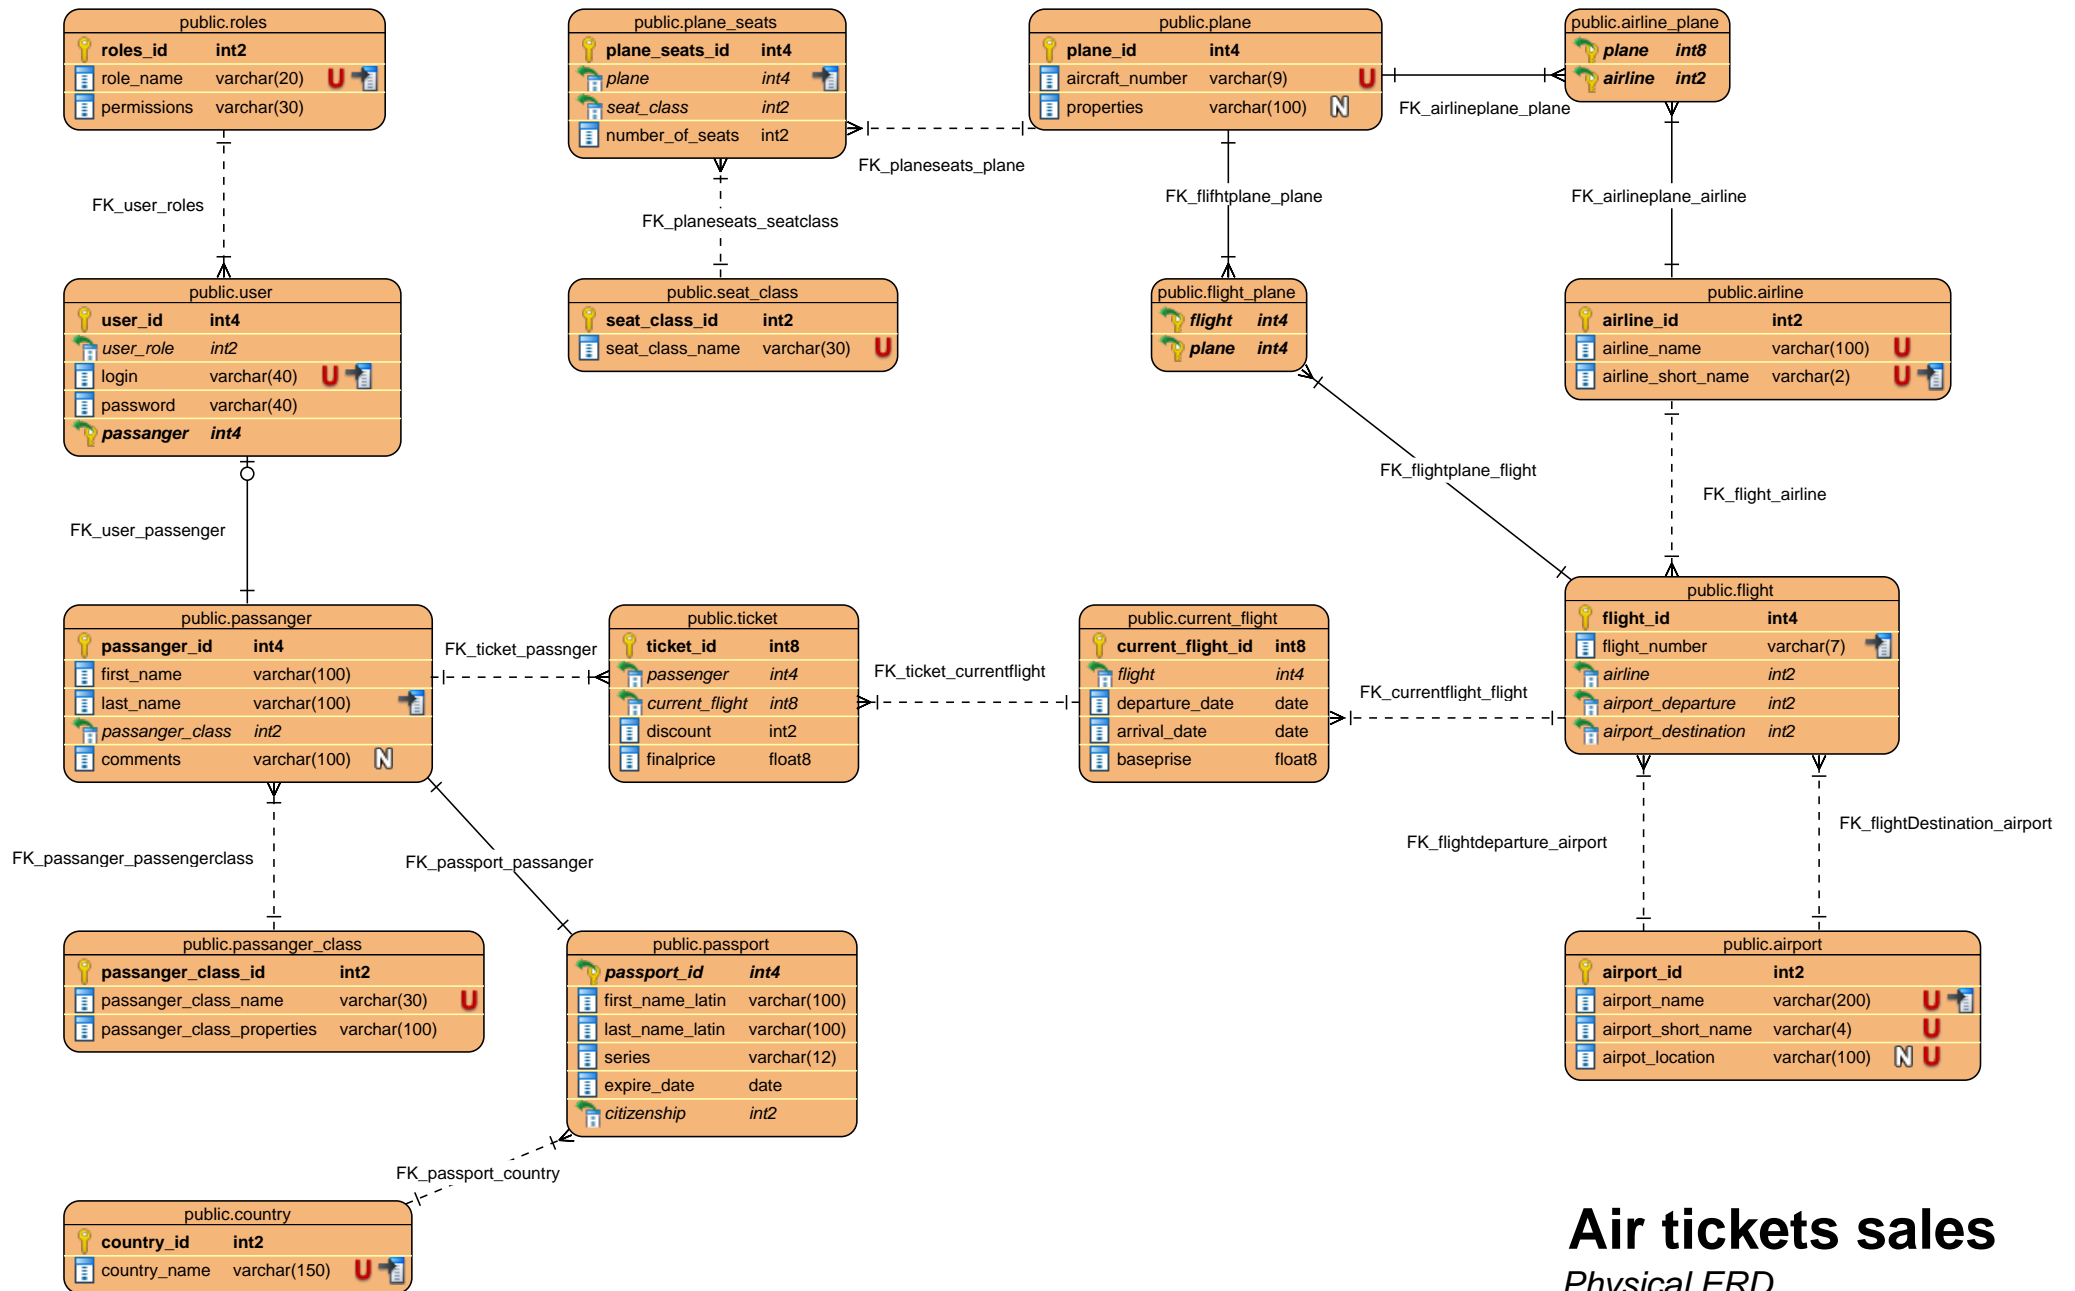 public.roles
roles_id int2
role_name varchar(20) U
permissions varchar(30)
FK_user_roles
public.user
user_id int4
user_role int2
login varchar(40) U
password varchar(40)
passanger int4
FK_user_passenger
public.passanger
passanger_id int4
first_name varchar(100)
last_name varchar(100)
passanger_class int2
comments varchar(100) N
FK_passanger_passengerclass
public.passanger_class
passanger_class_id int2
passanger_class_name varchar(30) U
passanger_class_properties varchar(100)
FK_passport_passanger
public.passport
passport_id int4
first_name_latin varchar(100)
last_name_latin varchar(100)
series varchar(12)
expire_date date
citizenship int2
FK_passport_country
public.country
country_id int2
country_name varchar(150) U
public.plane_seats
plane_seats_id int4
plane int4
seat_class int2
number_of_seats int2
FK_planeseats_plane
FK_planeseats_seatclass
public.seat_class
seat_class_id int2
seat_class_name varchar(30) U
FK_ticket_passnger
public.ticket
ticket_id int8
passenger int4
current_flight int8
discount int2
finalprice float8
FK_ticket_currentflight
public.current_flight
current_flight_id int8
flight int4
departure_date date
arrival_date date
baseprise float8
FK_currentflight_flight
public.plane
plane_id int4
aircraft_number varchar(9) U
properties varchar(100) N
FK_airlineplane_plane
FK_flifhtplane_plane
public.flight_plane
flight int4
plane int4
FK_flightplane_flight
public.airline_plane
plane int8
airline int2
FK_airlineplane_airline
public.airline
airline_id int2
airline_name varchar(100) U
airline_short_name varchar(2) U
FK_flight_airline
public.flight
flight_id int4
flight_number varchar(7)
airline int2
airport_departure int2
airport_destination int2
FK_flightdeparture_airport
FK_flightDestination_airport
public.airport
airport_id int2
airport_name varchar(200) U
airport_short_name varchar(4) U
airpot_location varchar(100) N U
Air tickets sales
Physical ERD